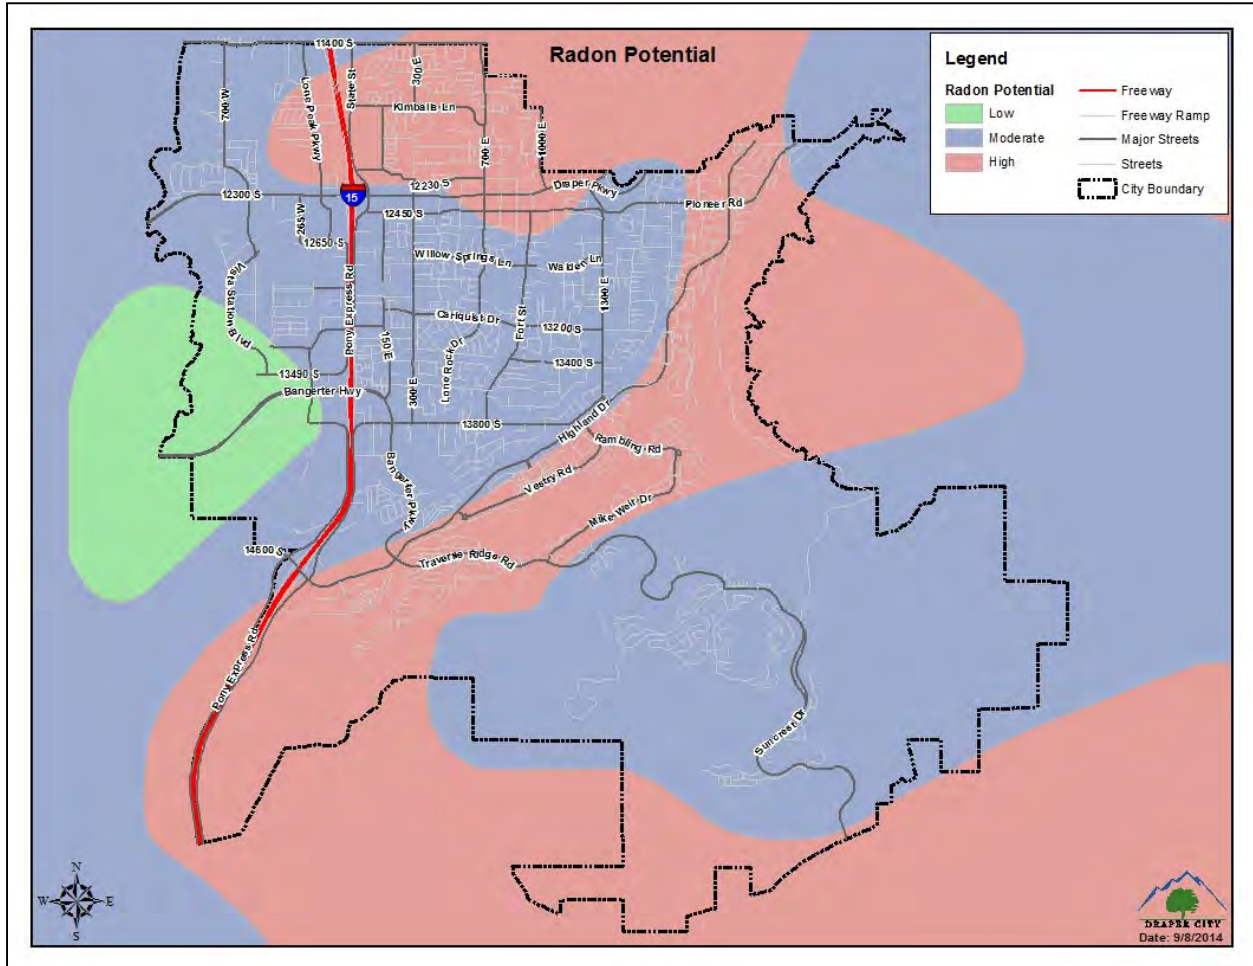 Radon Potential
Legend
Radon Potential
Low
Moderate
High
Freeway
Freeway Ramp
Major Streets
Streets
City Boundary
11400 S
700 W
Lone Peak Pkwy
State St
300 E
Kimballs Ln
700 E
1000 E
12300 S
15
12230 S
Draper Pkwy
Pioneer Rd
265 W
12450 S
12650 S
Willow Springs Ln
Walden Ln
1300 E
Vista Station Blvd
Pony Express Rd
Carlquist Dr
Fort St
13200 S
150 E
Lone Rock Dr
300 E
13400 S
13490 S
Bangerter Hwy
13800 S
Highland Dr
Rambling Rd
Bangerter Pkwy
Vestry Rd
Mike Weir Dr
14600 S
Traverse Ridge Rd
Pony Express Rd
Suncrest Dr
N
W
E
S
DRAPER CITY
Date: 9/8/2014